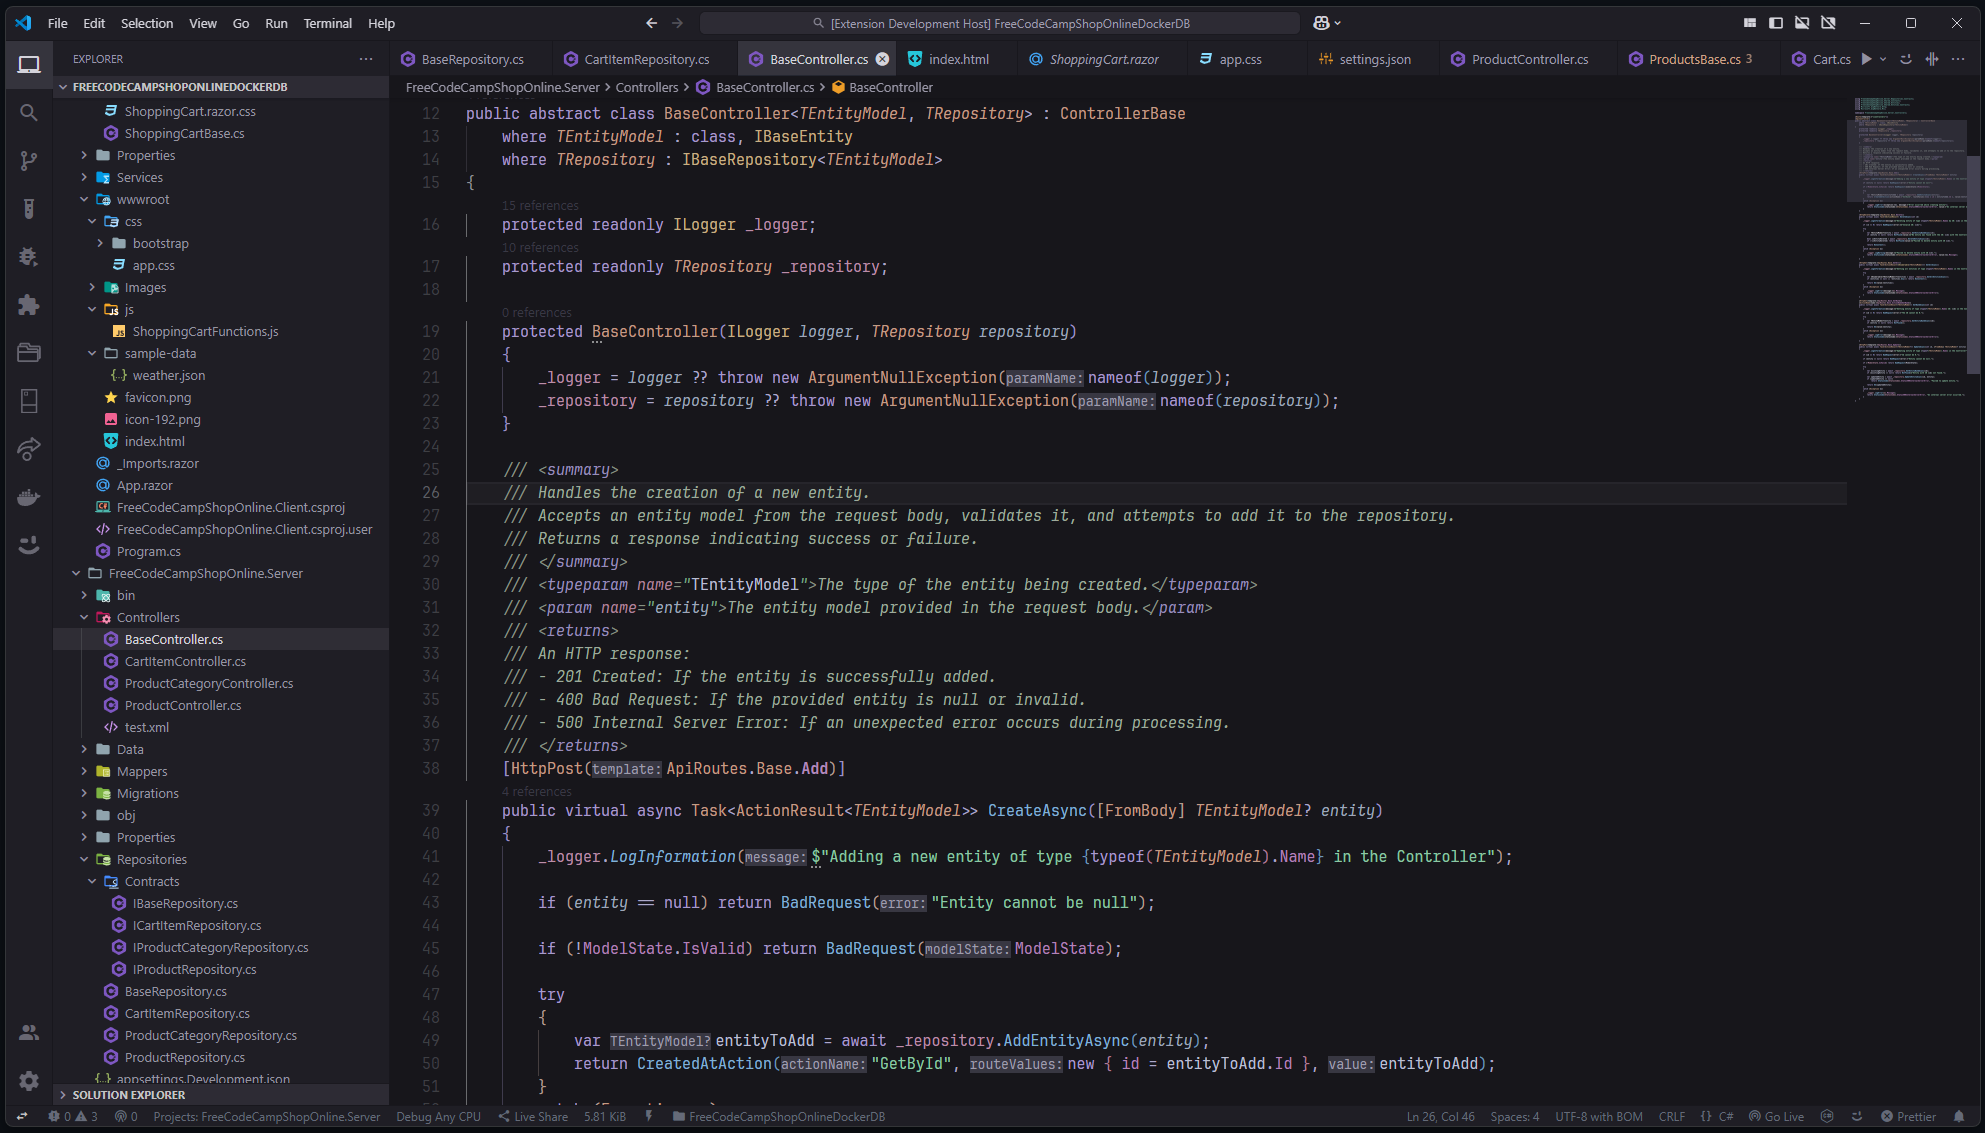 File Edit Selection View Go Run Terminal Help
[Extension Development Host] FreeCodeCampShopOnlineDockerDB
EXPLORER
FREECODECAMPSHOPONLINEDOCKERDB
ShoppingCart.razor.css
ShoppingCartBase.cs
Properties
Services
wwwroot
css
bootstrap
app.css
Images
js
ShoppingCartFunctions.js
sample-data
weather.json
favicon.png
icon-192.png
index.html
_Imports.razor
App.razor
FreeCodeCampShopOnline.Client.csproj
FreeCodeCampShopOnline.Client.csproj.user
Program.cs
FreeCodeCampShopOnline.Server
bin
Controllers
BaseController.cs
CartItemController.cs
ProductCategoryController.cs
ProductController.cs
test.xml
Data
Mappers
Migrations
obj
Properties
Repositories
Contracts
IBaseRepository.cs
ICartItemRepository.cs
IProductCategoryRepository.cs
IProductRepository.cs
BaseRepository.cs
CartItemRepository.cs
ProductCategoryRepository.cs
ProductRepository.cs
appsettings.Development.json
SOLUTION EXPLORER
BaseRepository.cs CartItemRepository.cs BaseController.cs index.html ShoppingCart.razor app.css settings.json ProductController.cs ProductsBase.cs 3 Cart.cs
FreeCodeCampShopOnline.Server > Controllers > BaseController.cs > BaseController
12 public abstract class BaseController<TEntityModel, TRepository> : ControllerBase
13 where TEntityModel : class, IBaseEntity
14 where TRepository : IBaseRepository<TEntityModel>
15 {
15 references
16 protected readonly ILogger _logger;
10 references
17 protected readonly TRepository _repository;
18
0 references
19 protected BaseController(ILogger logger, TRepository repository)
20 {
21 _logger = logger ?? throw new ArgumentNullException(paramName: nameof(logger));
22 _repository = repository ?? throw new ArgumentNullException(paramName: nameof(repository));
23 }
24
25 /// <summary>
26 /// Handles the creation of a new entity.
27 /// Accepts an entity model from the request body, validates it, and attempts to add it to the repository.
28 /// Returns a response indicating success or failure.
29 /// </summary>
30 /// <typeparam name="TEntityModel">The type of the entity being created.</typeparam>
31 /// <param name="entity">The entity model provided in the request body.</param>
32 /// <returns>
33 /// An HTTP response:
34 /// - 201 Created: If the entity is successfully added.
35 /// - 400 Bad Request: If the provided entity is null or invalid.
36 /// - 500 Internal Server Error: If an unexpected error occurs during processing.
37 /// </returns>
38 [HttpPost(template: ApiRoutes.Base.Add)]
4 references
39 public virtual async Task<ActionResult<TEntityModel>> CreateAsync([FromBody] TEntityModel? entity)
40 {
41 _logger.LogInformation(message: $"Adding a new entity of type {typeof(TEntityModel).Name} in the Controller");
42
43 if (entity == null) return BadRequest(error: "Entity cannot be null");
44
45 if (!ModelState.IsValid) return BadRequest(modelState: ModelState);
46
47 try
48 {
49 var TEntityModel? entityToAdd = await _repository.AddEntityAsync(entity);
50 return CreatedAtAction(actionName: "GetById", routeValues: new { id = entityToAdd.Id }, value: entityToAdd);
51 }
0 3 0 Projects: FreeCodeCampShopOnline.Server Debug Any CPU Live Share 5.81 KiB FreeCodeCampShopOnlineDockerDB Ln 26, Col 46 Spaces: 4 UTF-8 with BOM CRLF {} C# Go Live Prettier